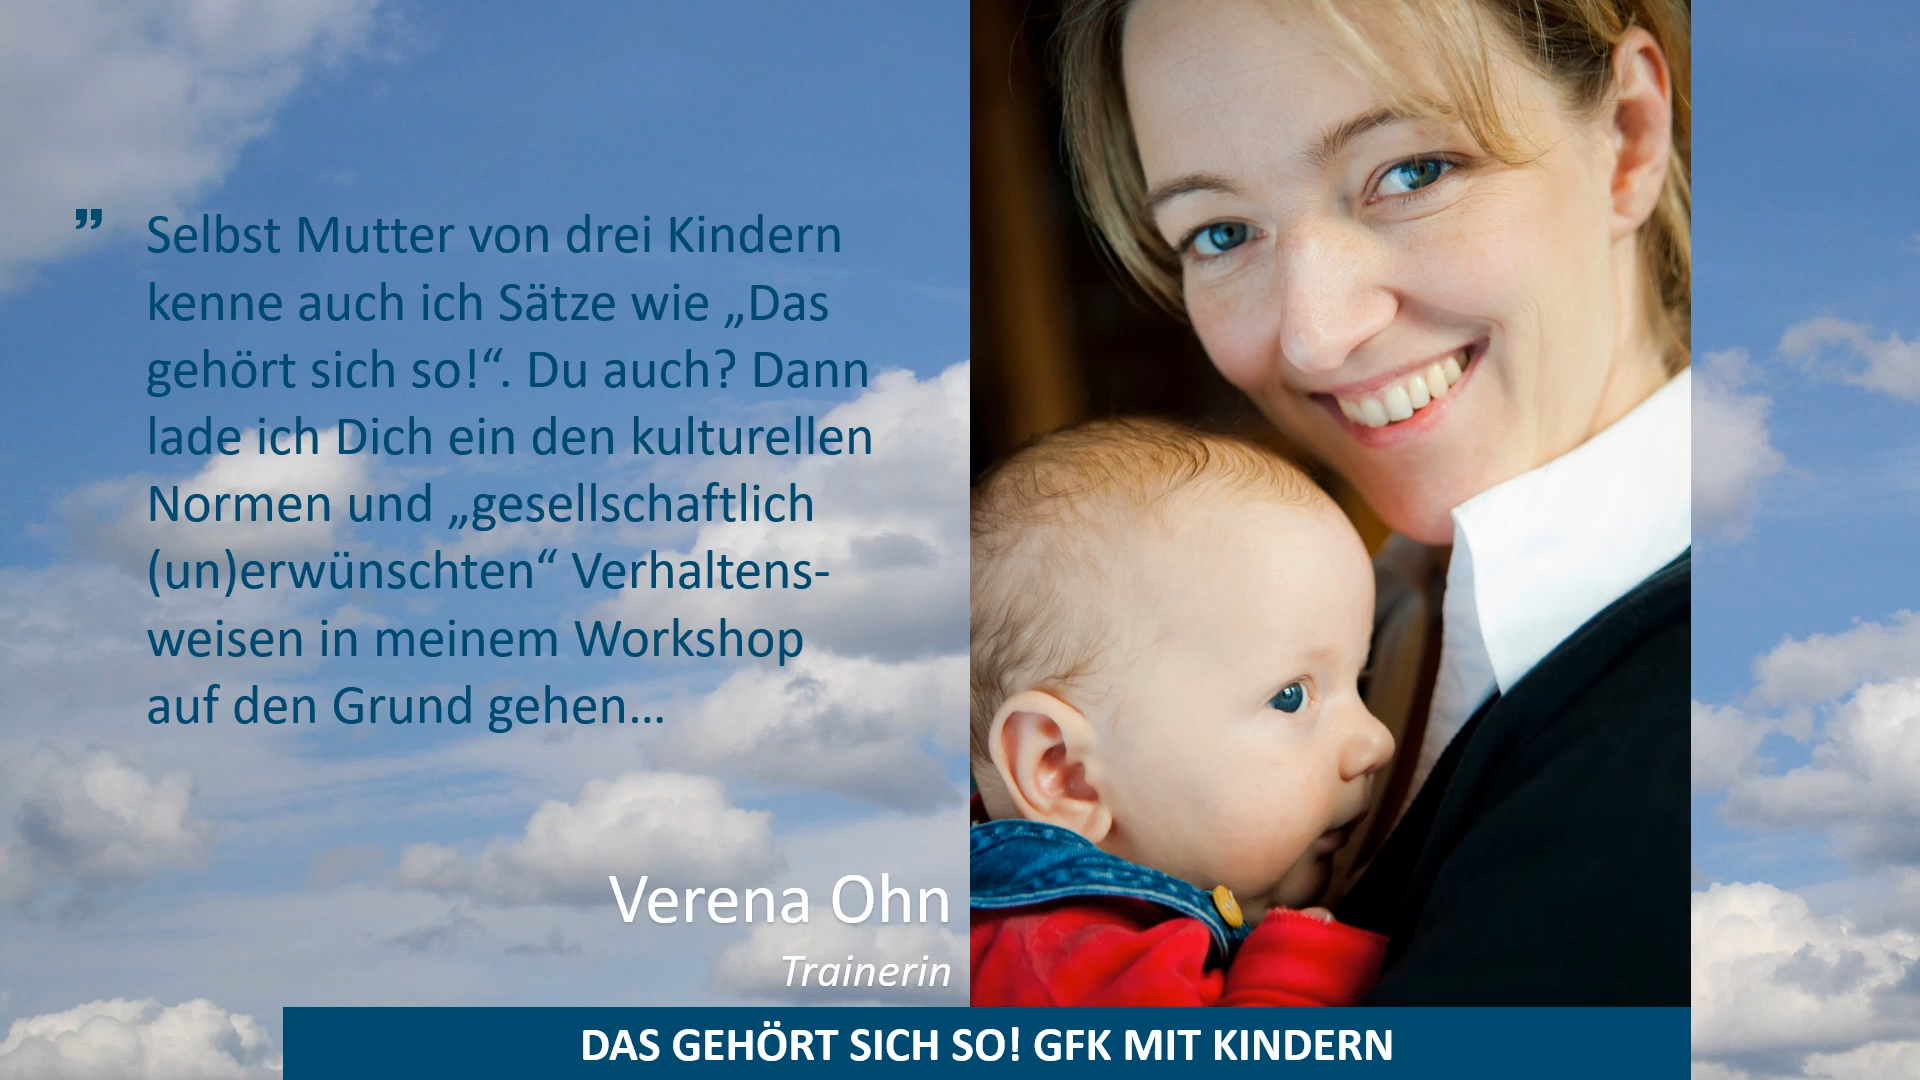 ” Selbst Mutter von drei Kindern
kenne auch ich Sätze wie „Das
gehört sich so!“. Du auch? Dann
lade ich Dich ein den kulturellen
Normen und „gesellschaftlich
(un)erwünschten“ Verhaltens-
weisen in meinem Workshop
auf den Grund gehen…
Verena Ohn
Trainerin
DAS GEHÖRT SICH SO! GFK MIT KINDERN